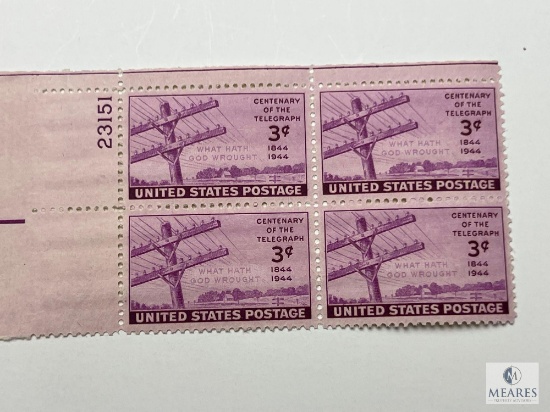 23151
CENTENARY
OF THE
TELEGRAPH
3¢
1844
1944
WHAT HATH
GOD WROUGHT
UNITED STATES POSTAGE
CENTENARY
OF THE
TELEGRAPH
3¢
1844
1944
WHAT HATH
GOD WROUGHT
UNITED STATES POSTAGE
CENTENARY
OF THE
TELEGRAPH
3¢
1844
1944
WHAT HATH
GOD WROUGHT
UNITED STATES POSTAGE
CENTENARY
OF THE
TELEGRAPH
3¢
1844
1944
WHAT HATH
GOD WROUGHT
UNITED STATES POSTAGE
M
MEARES